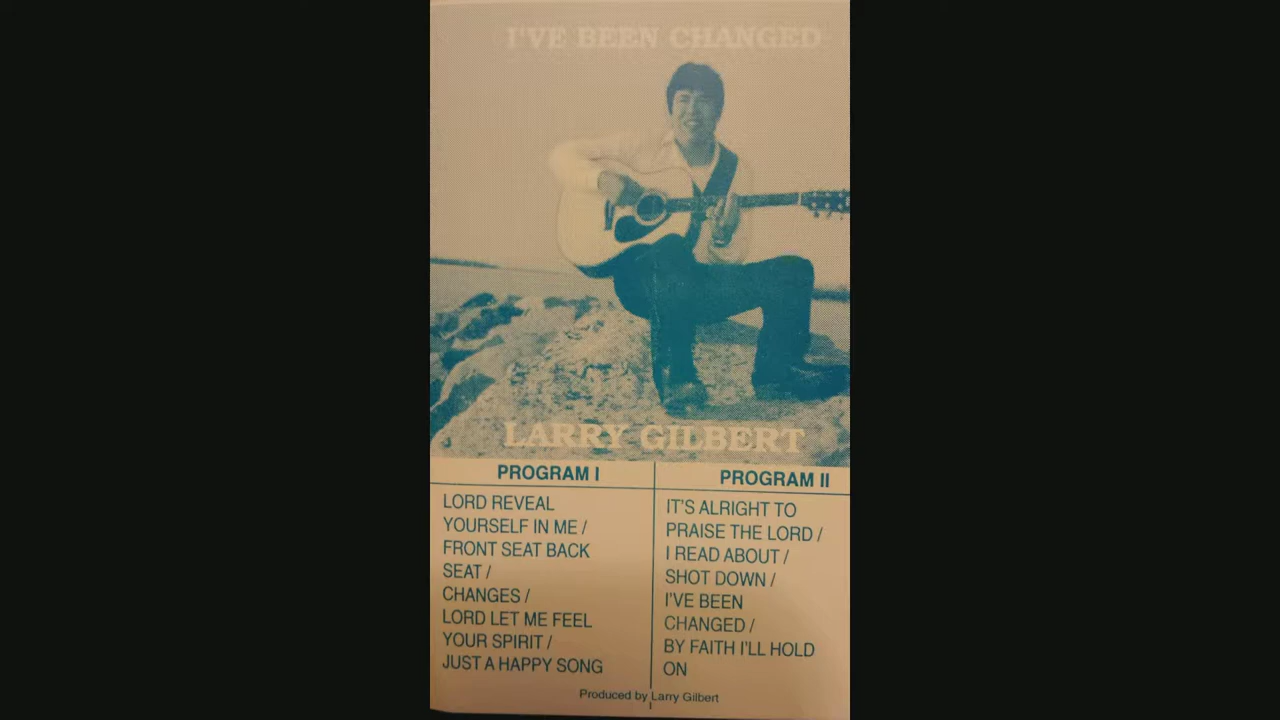 I'VE BEEN CHANGED
LARRY GILBERT
PROGRAM I
LORD REVEAL
YOURSELF IN ME /
FRONT SEAT BACK
SEAT /
CHANGES /
LORD LET ME FEEL
YOUR SPIRIT /
JUST A HAPPY SONG
PROGRAM II
IT'S ALRIGHT TO
PRAISE THE LORD /
I READ ABOUT /
SHOT DOWN /
I'VE BEEN
CHANGED /
BY FAITH I'LL HOLD
ON
Produced by Larry Gilbert